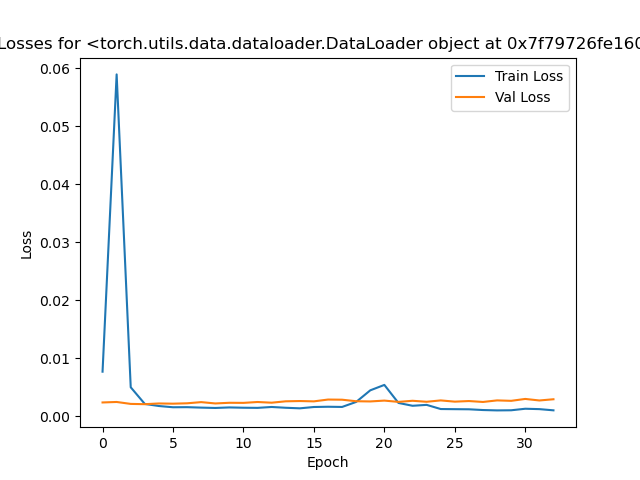 Losses for <torch.utils.data.dataloader.DataLoader object at 0x7f79726fe160
Train Loss
Val Loss
0.06
0.05
0.04
0.03
0.02
0.01
0.00
Loss
0 5 10 15 20 25 30
Epoch